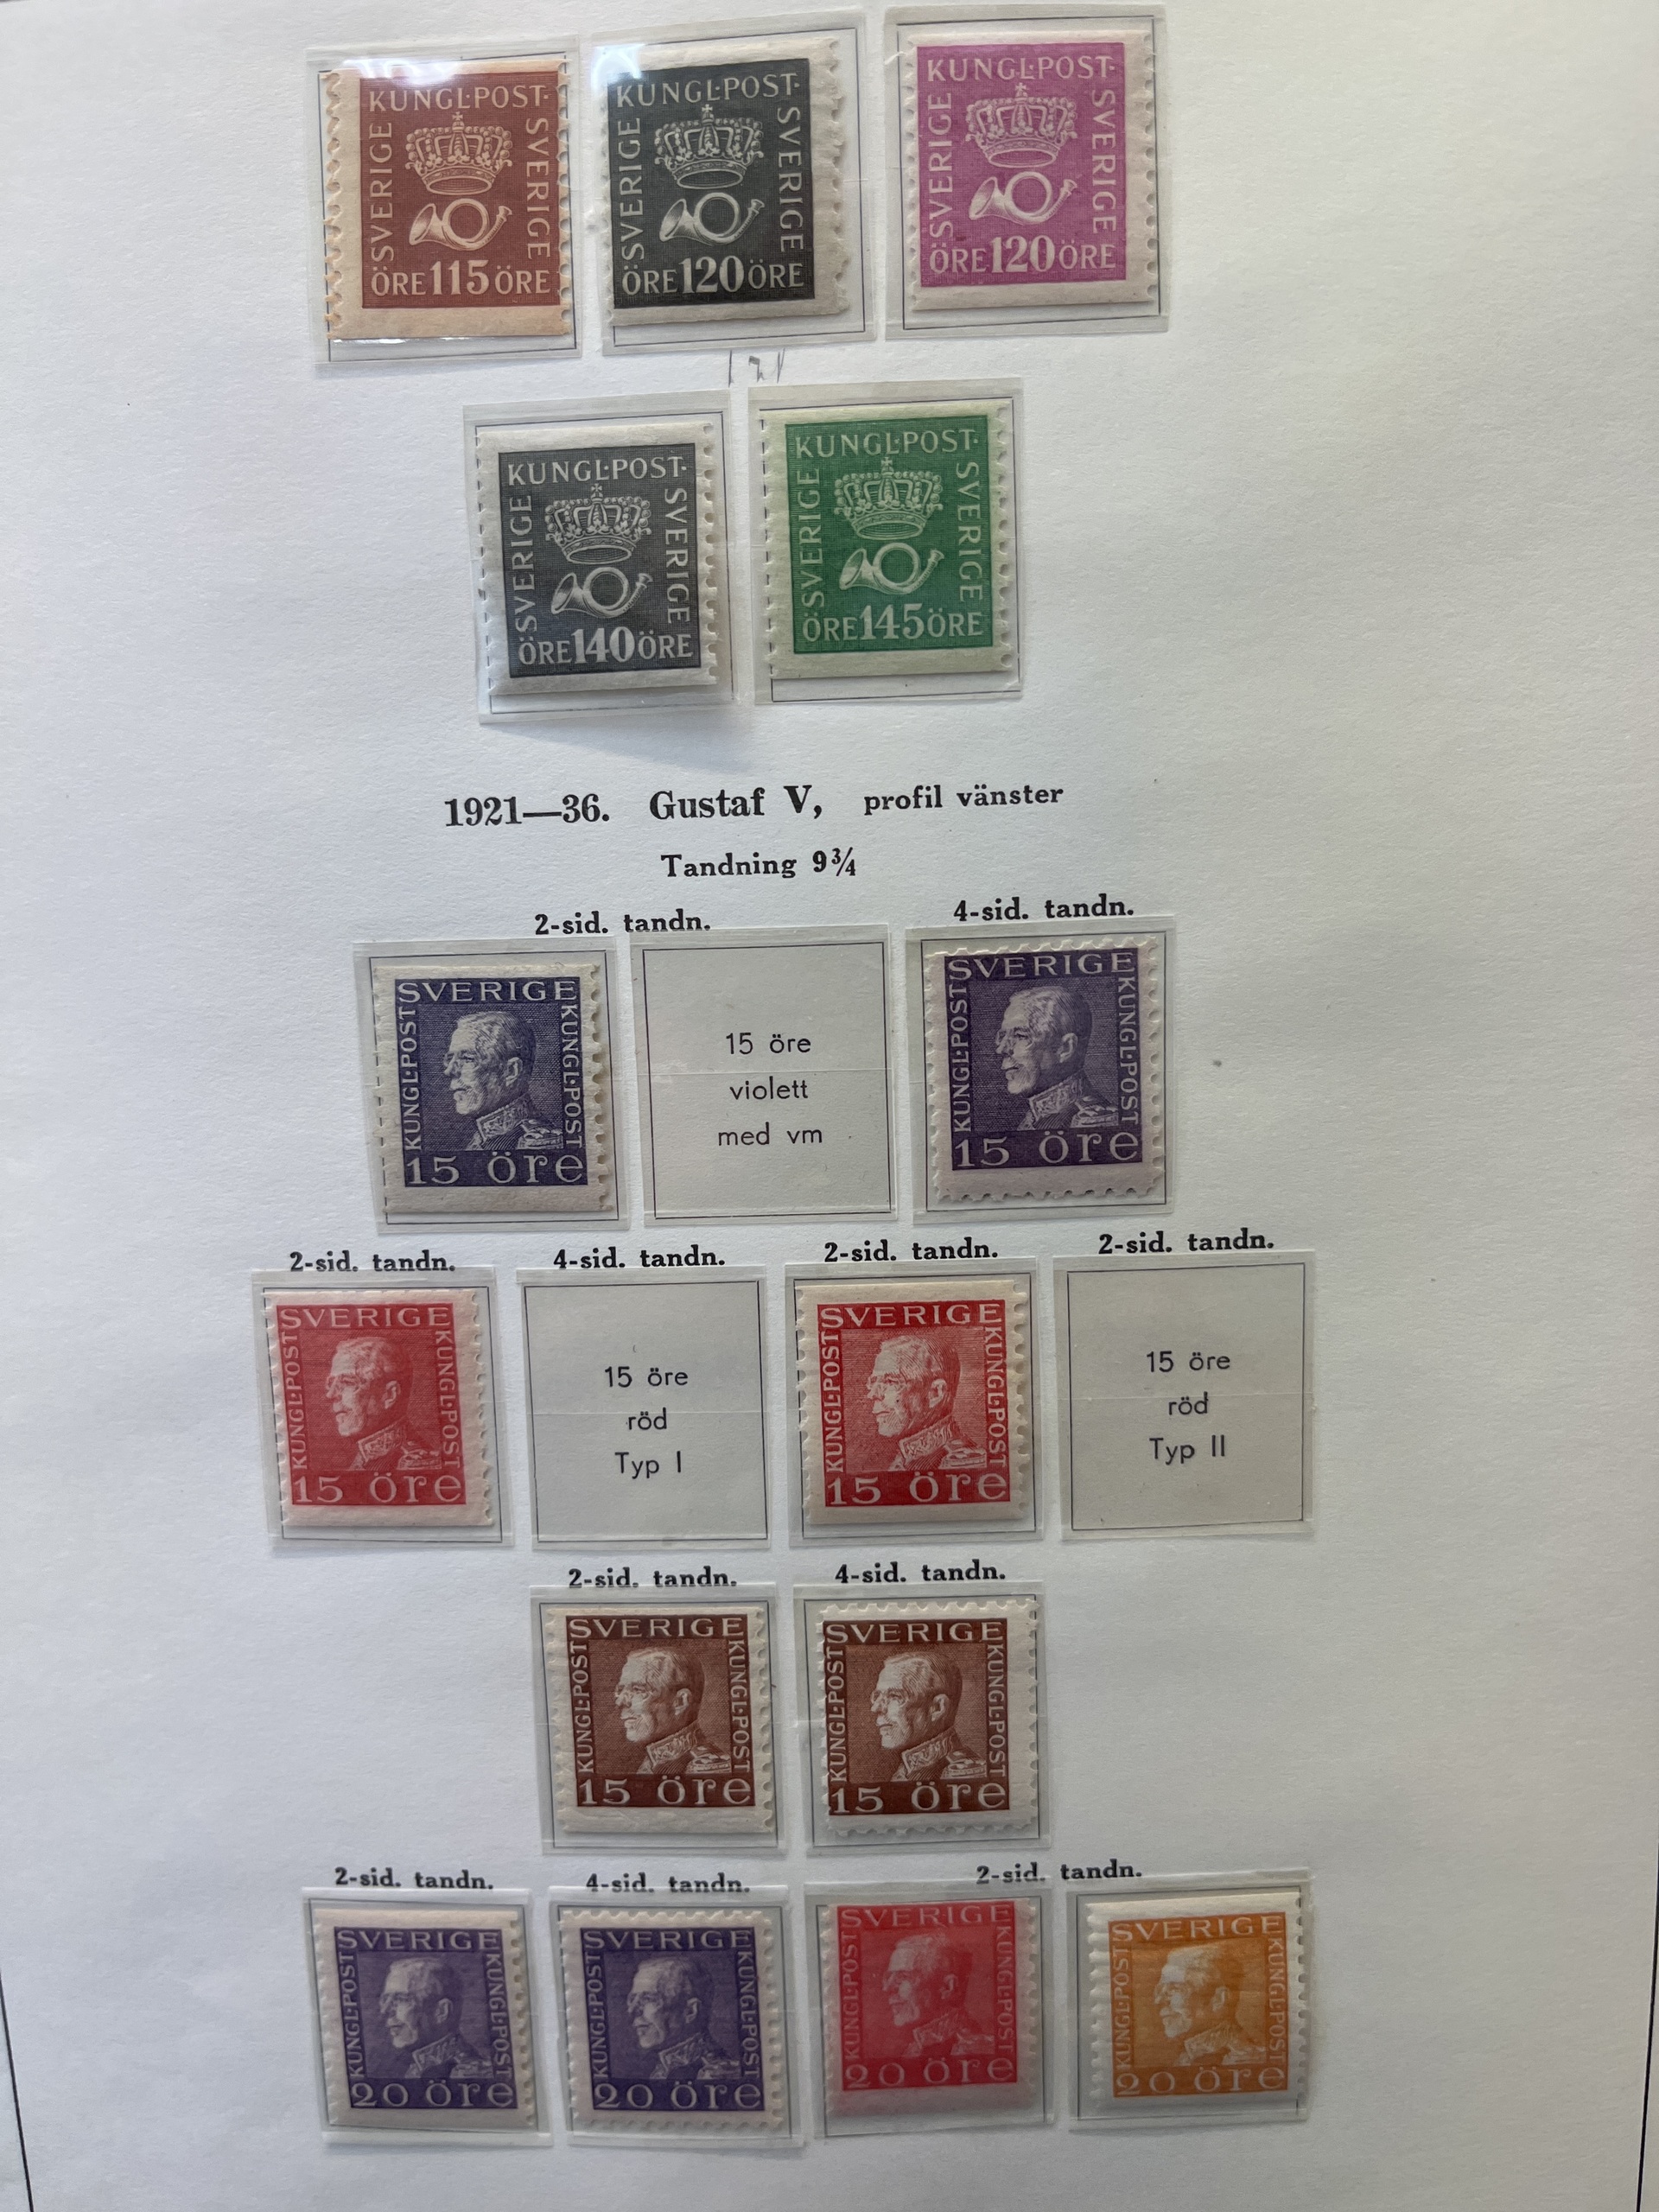 KUNGL·POST·
SVERIGE
SVERIGE
ÖRE 115 ÖRE
KUNGL·POST·
SVERIGE
SVERIGE
ÖRE 120 ÖRE
KUNGL·POST·
SVERIGE
SVERIGE
ÖRE 120 ÖRE
KUNGL·POST·
SVERIGE
SVERIGE
ÖRE 140 ÖRE
KUNGL·POST·
SVERIGE
SVERIGE
ÖRE 145 ÖRE
1921—36. Gustaf V, profil vänster
Tandning 9¾
2-sid. tandn.
4-sid. tandn.
SVERIGE
KUNGL·POST
KUNGL·POST
15 öre
15 öre
violett
med vm
SVERIGE
KUNGL·POST
KUNGL·POST
15 öre
2-sid. tandn.
4-sid. tandn.
2-sid. tandn.
2-sid. tandn.
SVERIGE
KUNGL·POST
KUNGL·POST
15 öre
15 öre
röd
Typ I
SVERIGE
KUNGL·POST
KUNGL·POST
15 öre
15 öre
röd
Typ II
2-sid. tandn.
4-sid. tandn.
SVERIGE
KUNGL·POST
KUNGL·POST
15 öre
SVERIGE
KUNGL·POST
KUNGL·POST
15 öre
2-sid. tandn.
4-sid. tandn.
2-sid. tandn.
SVERIGE
KUNGL·POST
KUNGL·POST
20 öre
SVERIGE
KUNGL·POST
KUNGL·POST
20 öre
SVERIGE
KUNGL·POST
KUNGL·POST
20 öre
SVERIGE
KUNGL·POST
KUNGL·POST
20 öre